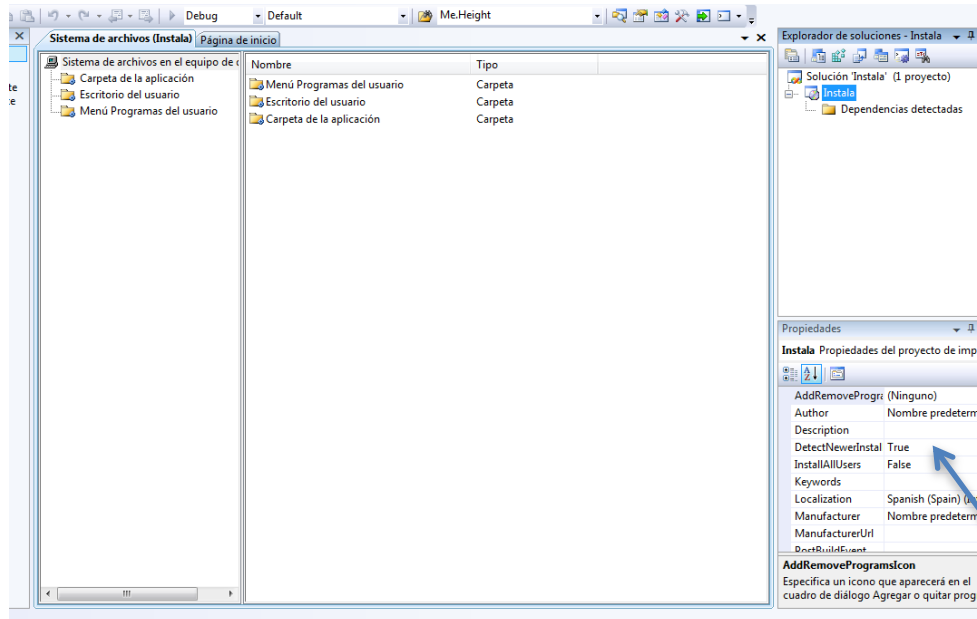 Debug Default Me.Height
Sistema de archivos (Instala) Página de inicio
Sistema de archivos en el equipo de
Carpeta de la aplicación
Escritorio del usuario
Menú Programas del usuario
Nombre Tipo
Menú Programas del usuario Carpeta
Escritorio del usuario Carpeta
Carpeta de la aplicación Carpeta
Explorador de soluciones - Instala
Solución 'Instala' (1 proyecto)
Instala
Dependencias detectadas
Propiedades
Instala Propiedades del proyecto de imp
AddRemoveProgra (Ninguno)
Author Nombre predeterm
Description
DetectNewerInstal True
InstallAllUsers False
Keywords
Localization Spanish (Spain)
Manufacturer Nombre predeterm
ManufacturerUrl
PostBuildEvent
AddRemoveProgramsIcon
Especifica un icono que aparecerá en el
cuadro de diálogo Agregar o quitar prog